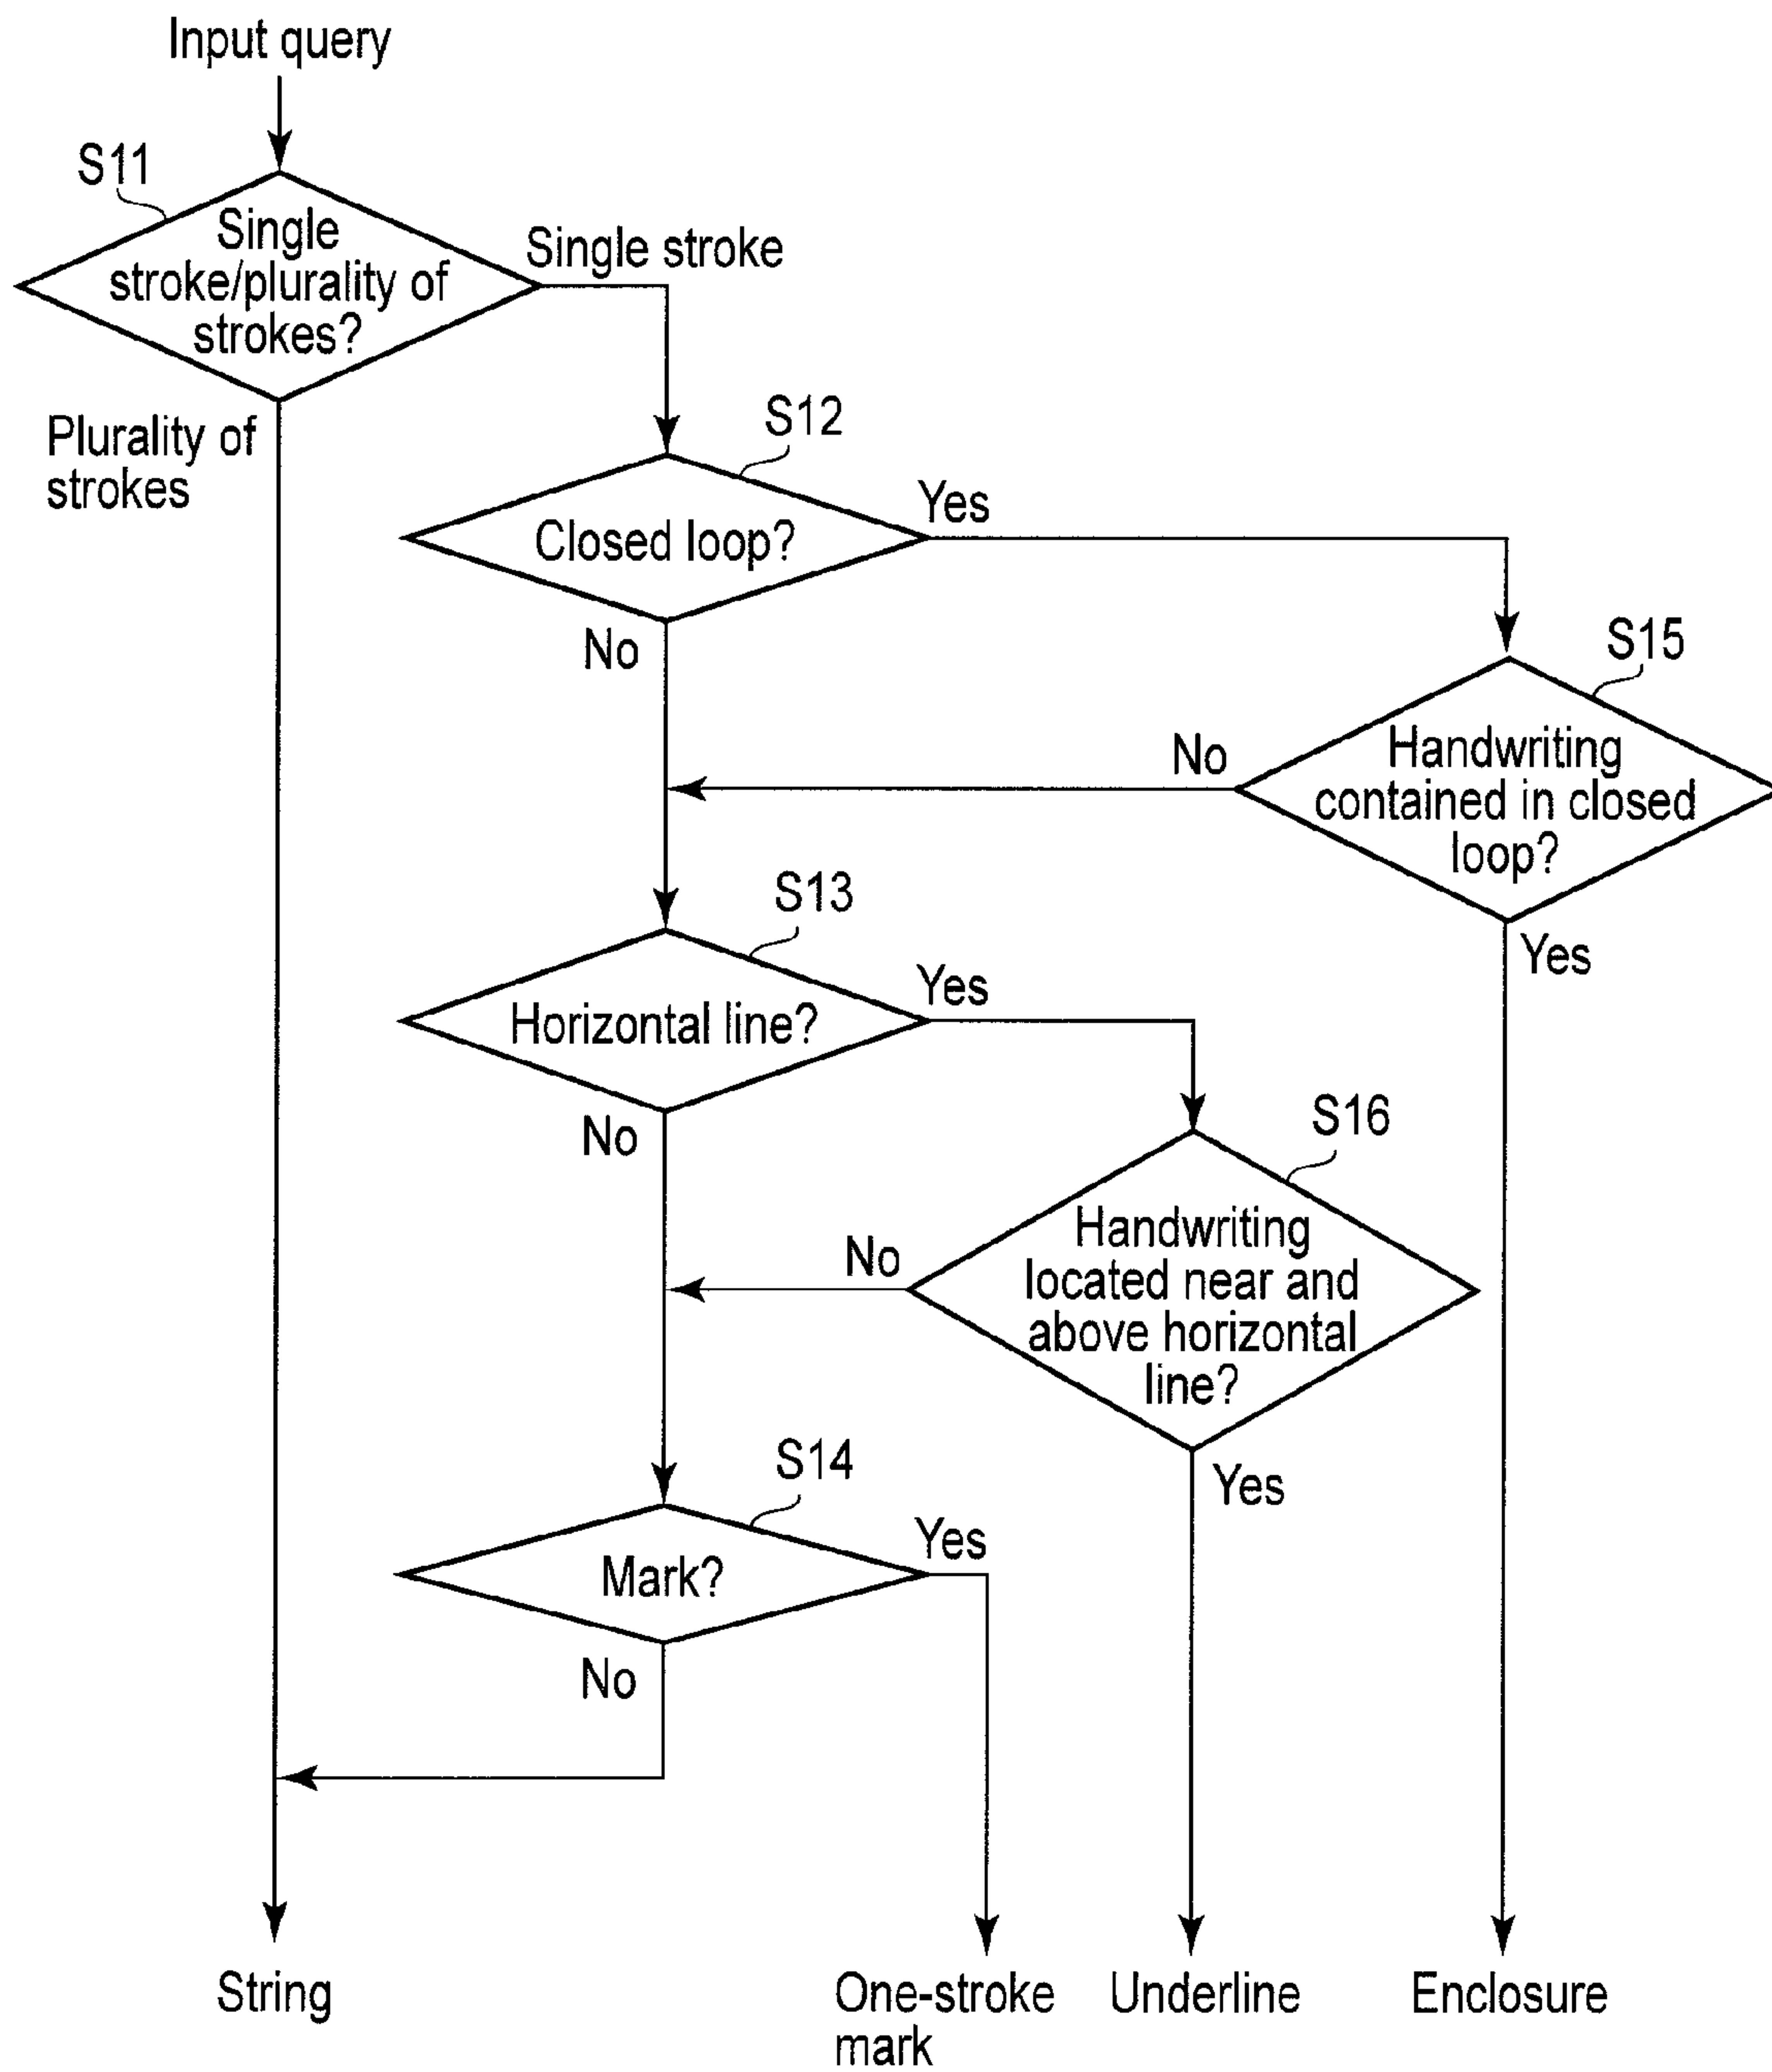 Input query
S11
Single
stroke/plurality of
strokes?
Single stroke
Plurality of
strokes
S12
Closed loop?
Yes
No
S15
Handwriting
contained in closed
loop?
No
Yes
S13
Horizontal line?
Yes
No
S16
Handwriting
located near and
above horizontal
line?
No
Yes
S14
Mark?
Yes
No
String
One-stroke
mark
Underline
Enclosure